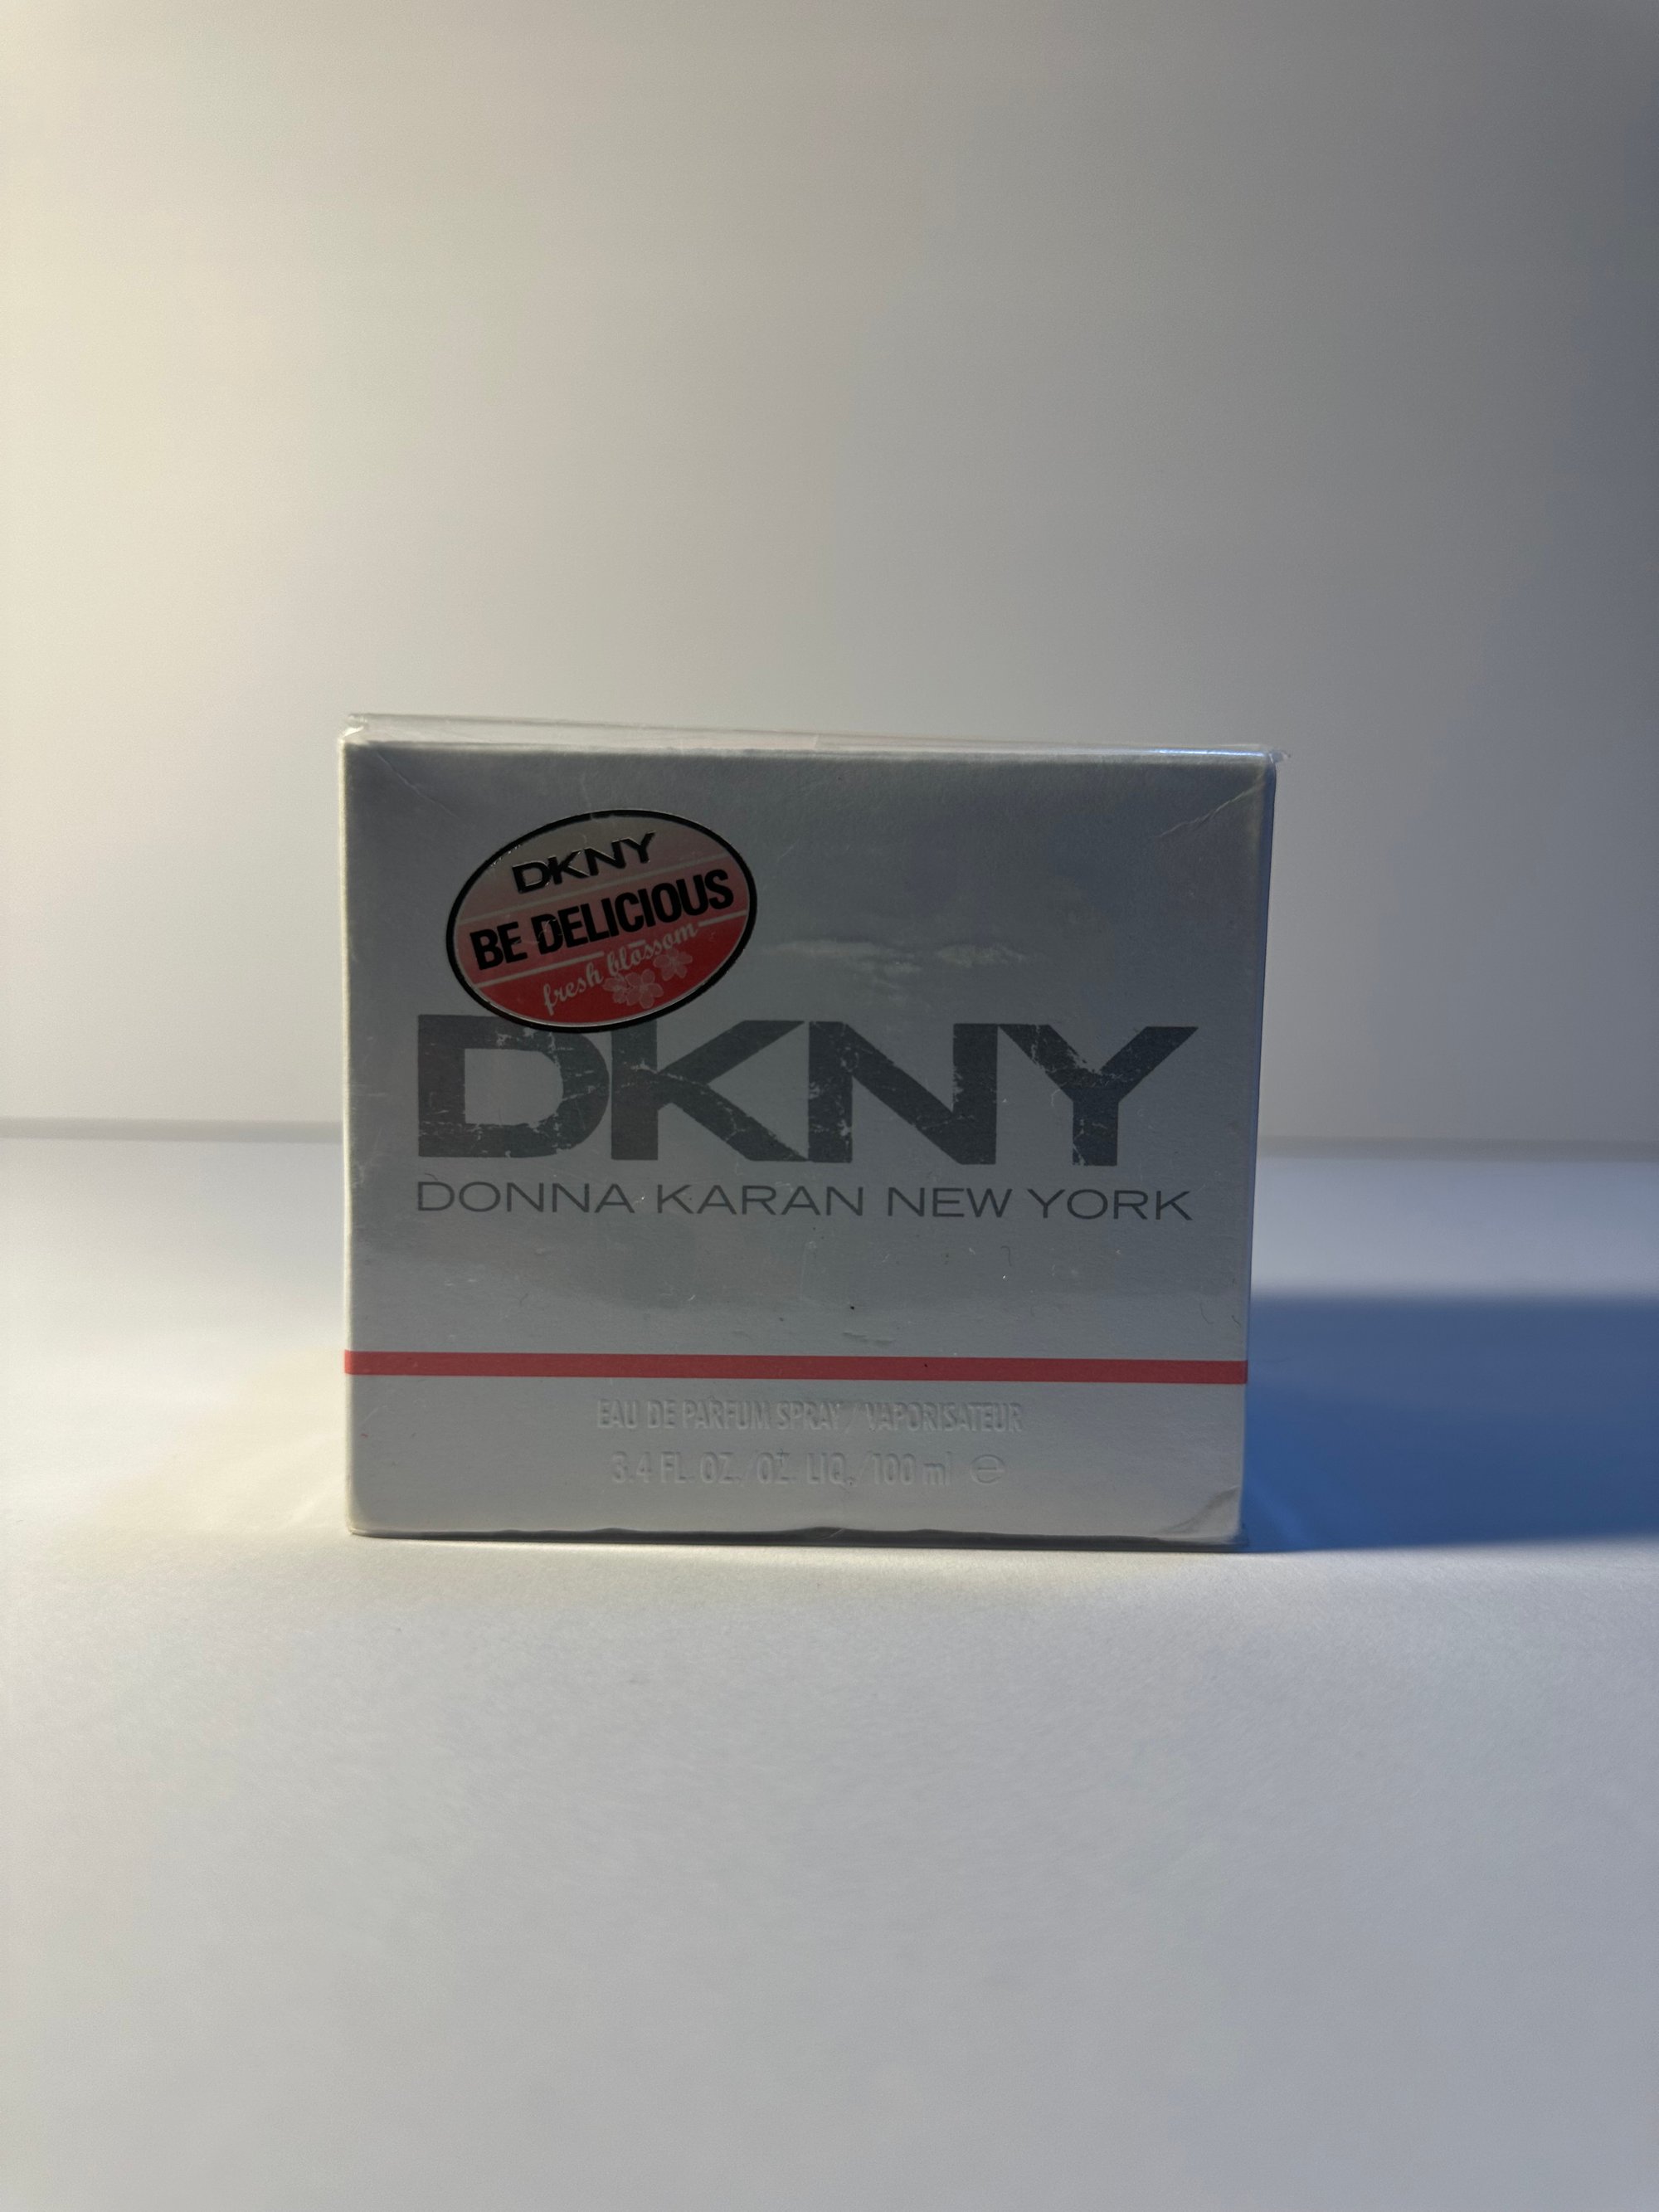 DKNY
BE DELICIOUS
fresh blossom
DKNY
DONNA KARAN NEW YORK
EAU DE PARFUM SPRAY / VAPORISATEUR
3.4 FL. OZ. / OZ. LIQ. / 100 ml ℮